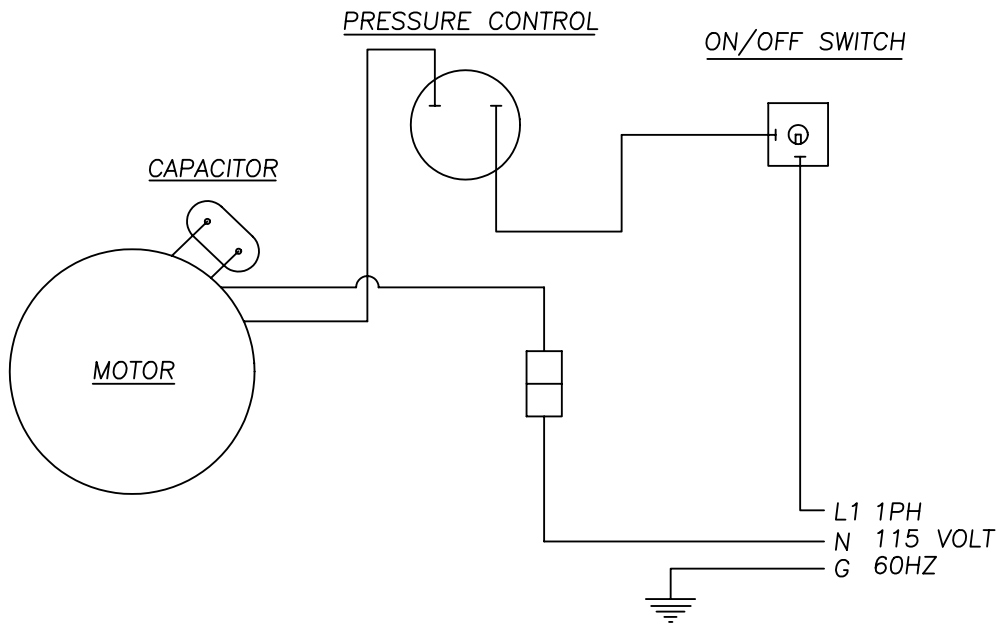 PRESSURE CONTROL
ON/OFF SWITCH
CAPACITOR
MOTOR
L1 1PH
N 115 VOLT
G 60HZ